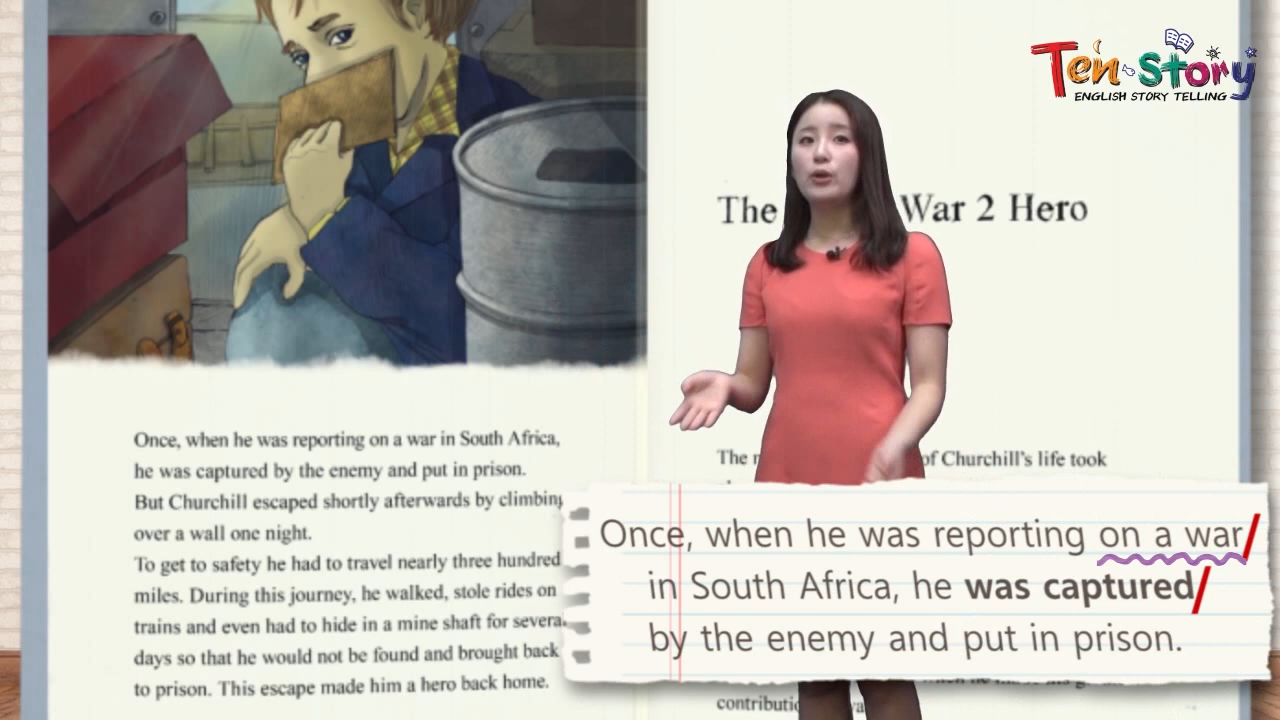 Ten Story
ENGLISH STORY TELLING
The War 2 Hero
Once, when he was reporting on a war in South Africa,
he was captured by the enemy and put in prison.
But Churchill escaped shortly afterwards by climbing
over a wall one night.
To get to safety he had to travel nearly three hundred
miles. During this journey, he walked, stole rides on
trains and even had to hide in a mine shaft for several
days so that he would not be found and brought back
to prison. This escape made him a hero back home.
The of Churchill's life took
Once, when he was reporting on a war/
in South Africa, he was captured/
by the enemy and put in prison.